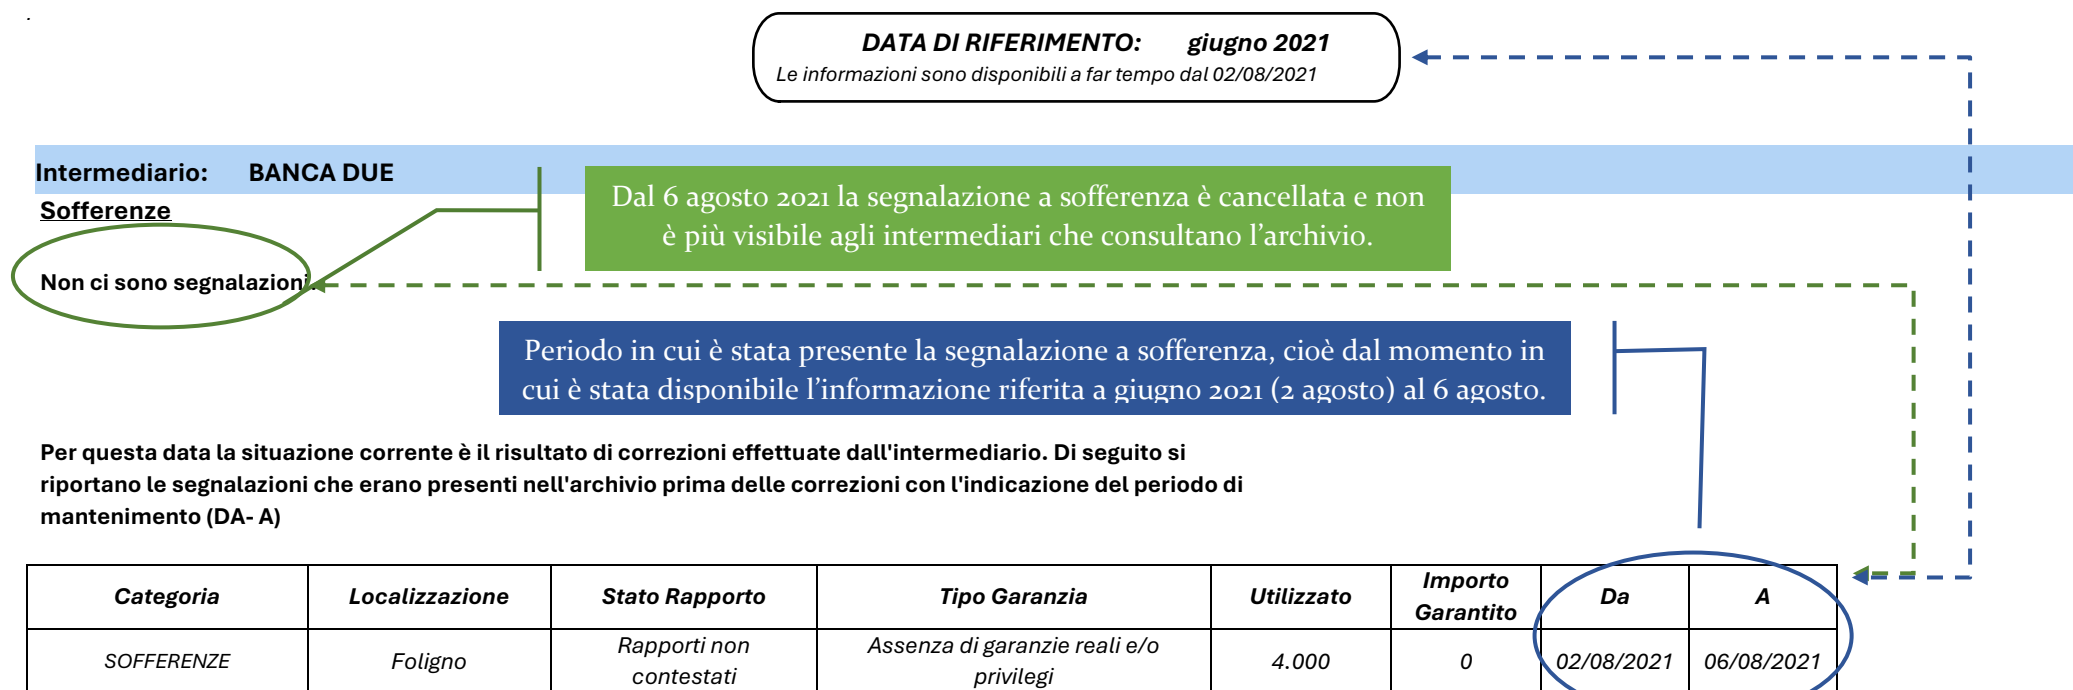 .
DATA DI RIFERIMENTO: giugno 2021
Le informazioni sono disponibili a far tempo dal 02/08/2021
Intermediario: BANCA DUE
Sofferenze
Dal 6 agosto 2021 la segnalazione a sofferenza è cancellata e non
è più visibile agli intermediari che consultano l’archivio.
Non ci sono segnalazioni.
Periodo in cui è stata presente la segnalazione a sofferenza, cioè dal momento in
cui è stata disponibile l’informazione riferita a giugno 2021 (2 agosto) al 6 agosto.
Per questa data la situazione corrente è il risultato di correzioni effettuate dall'intermediario. Di seguito si
riportano le segnalazioni che erano presenti nell'archivio prima delle correzioni con l'indicazione del periodo di
mantenimento (DA- A)
Categoria Localizzazione Stato Rapporto Tipo Garanzia Utilizzato Importo Garantito Da A
SOFFERENZE Foligno Rapporti non contestati Assenza di garanzie reali e/o privilegi 4.000 0 02/08/2021 06/08/2021